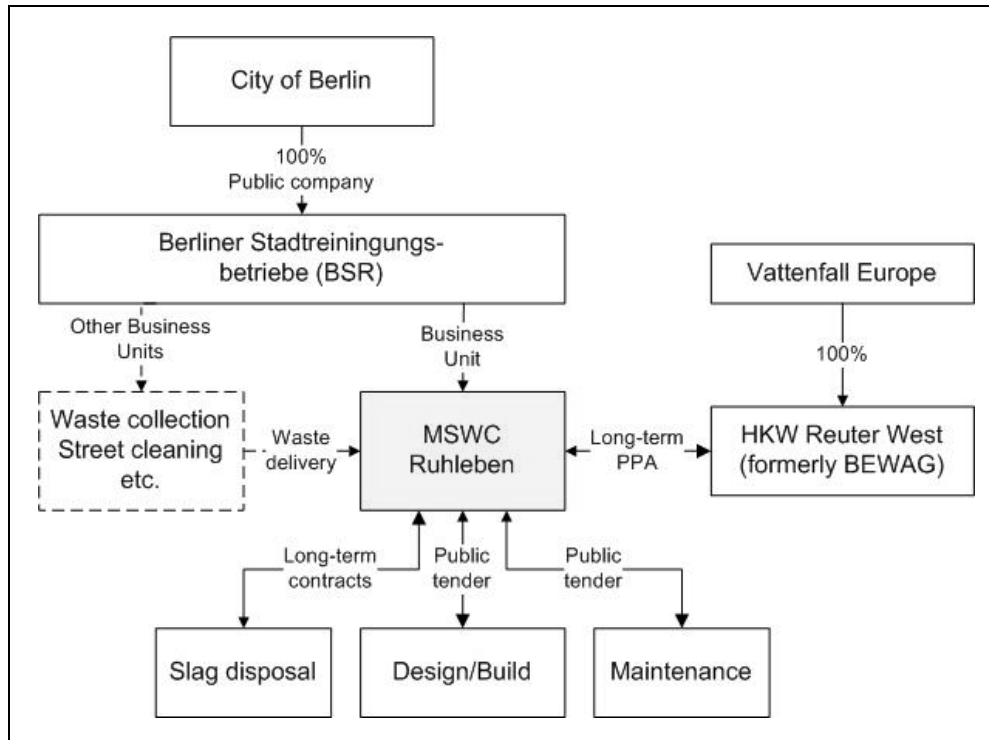 City of Berlin
100%
Public company
Berliner Stadtreiningungs-
betriebe (BSR)
Vattenfall Europe
Other Business
Units
Business
Unit
100%
Waste collection
Street cleaning
etc.
Waste
delivery
MSWC
Ruhleben
Long-term
PPA
HKW Reuter West
(formerly BEWAG)
Long-term
contracts
Public
tender
Public
tender
Slag disposal
Design/Build
Maintenance